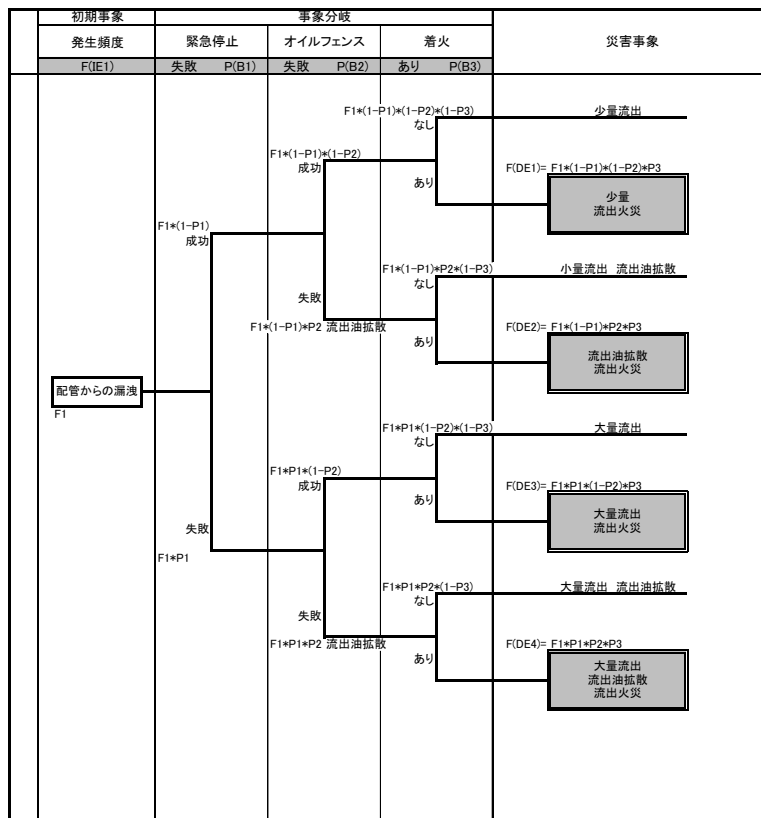 初期事象 事象分岐
発生頻度 緊急停止 オイルフェンス 着火 災害事象
F(IE1) 失敗 P(B1) 失敗 P(B2) あり P(B3)
F1*(1-P1)*(1-P2)*(1-P3) 少量流出
なし
F1*(1-P1)*(1-P2)
成功
F(DE1)= F1*(1-P1)*(1-P2)*P3
あり
少量
流出火災
F1*(1-P1)
成功
F1*(1-P1)*P2*(1-P3) 小量流出 流出油拡散
なし
失敗
F1*(1-P1)*P2 流出油拡散
F(DE2)= F1*(1-P1)*P2*P3
あり
流出油拡散
流出火災
配管からの漏洩
F1
F1*P1*(1-P2)*(1-P3) 大量流出
なし
F1*P1*(1-P2)
成功
F(DE3)= F1*P1*(1-P2)*P3
あり
大量流出
流出火災
失敗
F1*P1
F1*P1*P2*(1-P3) 大量流出 流出油拡散
なし
失敗
F1*P1*P2 流出油拡散
F(DE4)= F1*P1*P2*P3
あり
大量流出
流出油拡散
流出火災